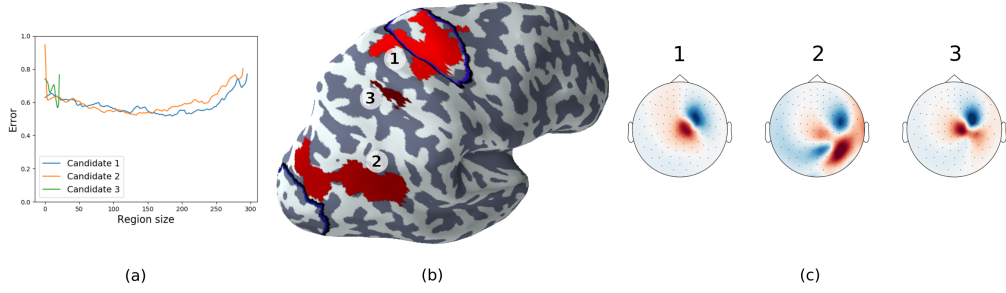 1.0
0.8
0.6
0.4
0.2
0.0
Error
Candidate 1
Candidate 2
Candidate 3
0 50 100 150 200 250 300
Region size
(a)
1
3
2
(b)
1 2 3
(c)